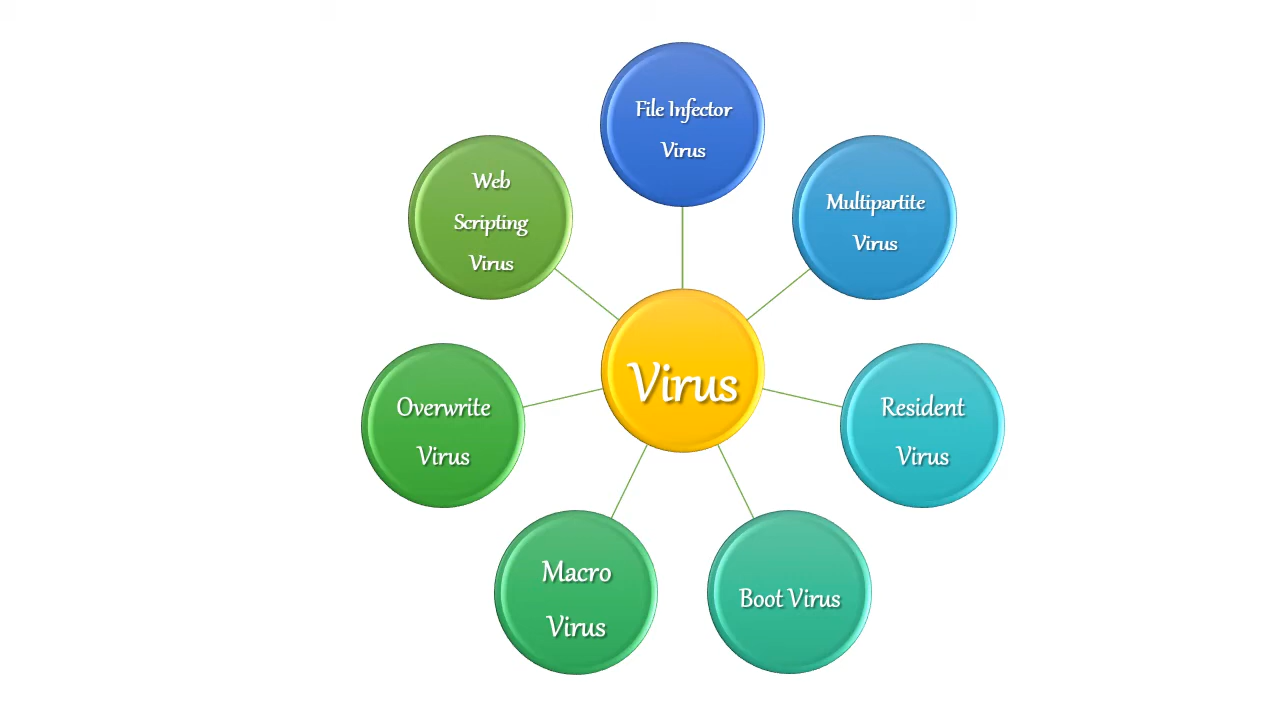 File Infector
Virus
Multipartite
Virus
Web
Scripting
Virus
Virus
Resident
Virus
Overwrite
Virus
Boot Virus
Macro
Virus